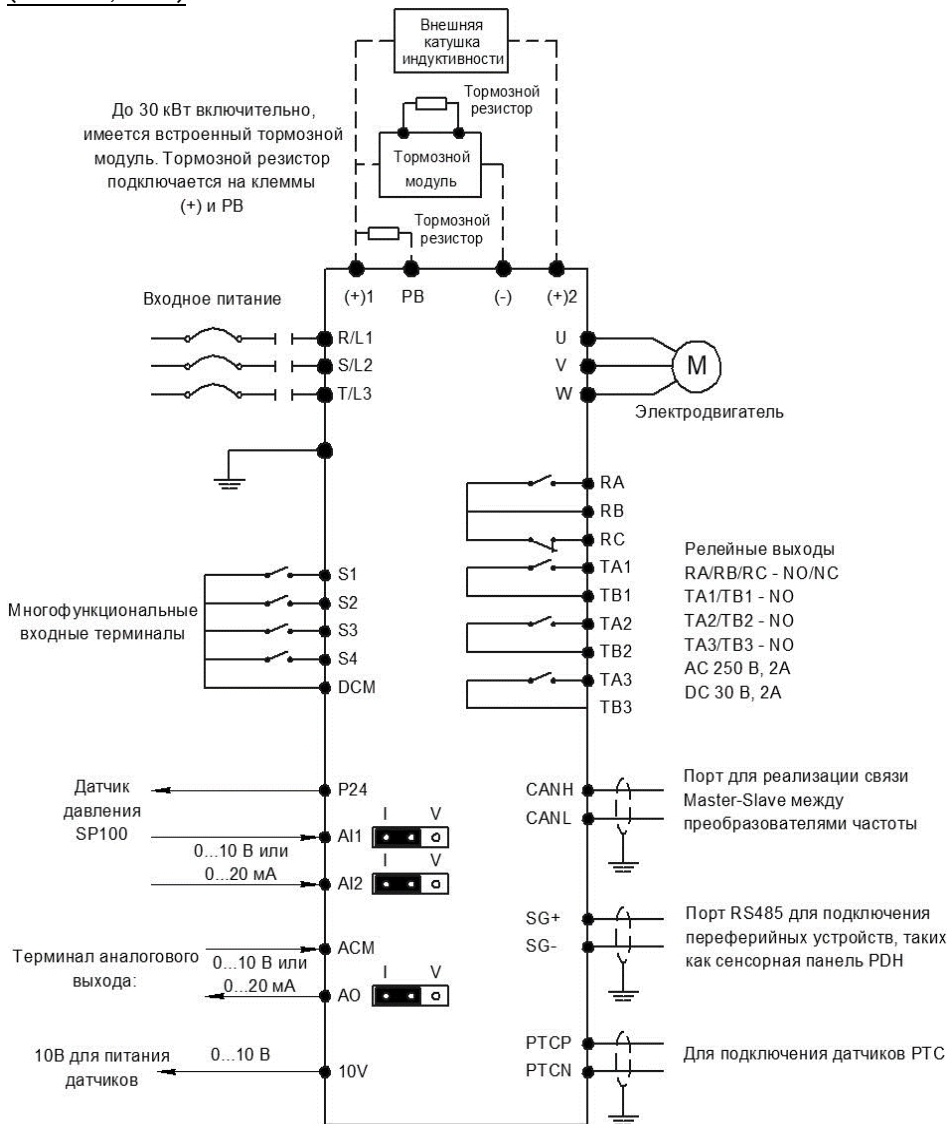 Внешняя
катушка
индуктивности
Тормозной
резистор
До 30 кВт включительно,
имеется встроенный тормозной
модуль. Тормозной резистор
подключается на клеммы
(+) и PB
Тормозной
модуль
Тормозной
резистор
(+)1 PB (-) (+)2
Входное питание
R/L1
S/L2
T/L3
U
V
W
M
Электродвигатель
RA
RB
RC
TA1
TB1
TA2
TB2
TA3
TB3
Релейные выходы
RA/RB/RC - NO/NC
TA1/TB1 - NO
TA2/TB2 - NO
TA3/TB3 - NO
AC 250 В, 2А
DC 30 В, 2А
Многофункциональные
входные терминалы
S1
S2
S3
S4
DCM
Датчик
давления
SP100
P24
AI1
I V
0...10 В или
0...20 мА
AI2
I V
CANH
CANL
Порт для реализации связи
Master-Slave между
преобразователями частоты
SG+
SG-
Порт RS485 для подключения
переферийных устройств, таких
как сенсорная панель PDH
Терминал аналогового
выхода:
ACM
0...10 В или
0...20 мА
AO
I V
10В для питания
датчиков
0...10 В
10V
PTCP
PTCN
Для подключения датчиков PTC